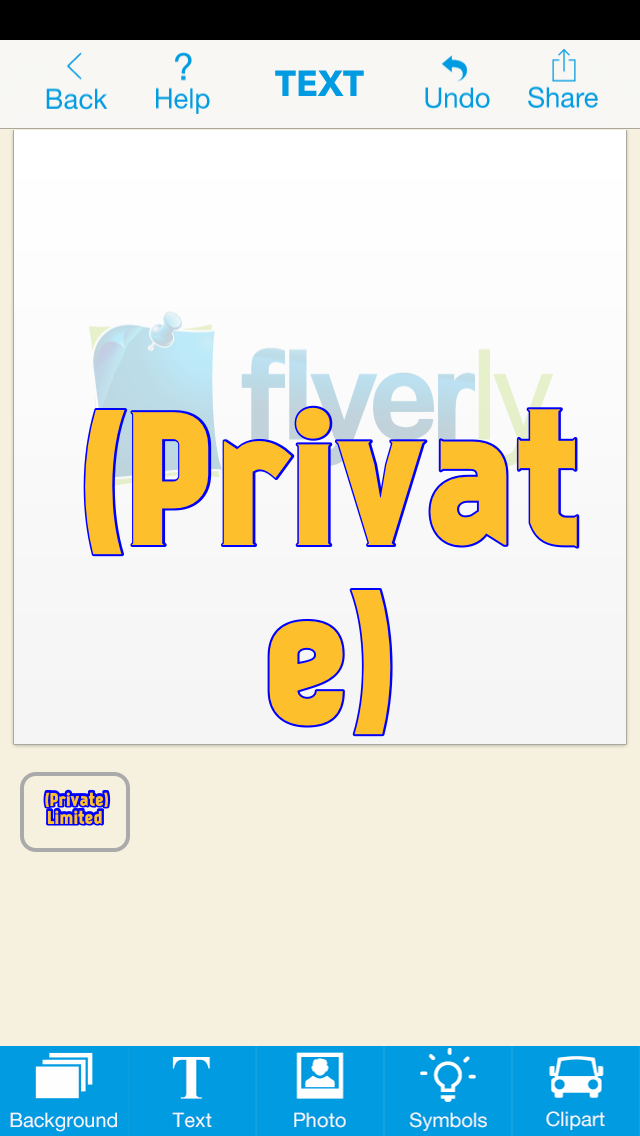 Back
? Help
TEXT
Undo
Share
flyerly
(Privat
e)
(Private)
Limited
Background
T Text
Photo
Symbols
Clipart